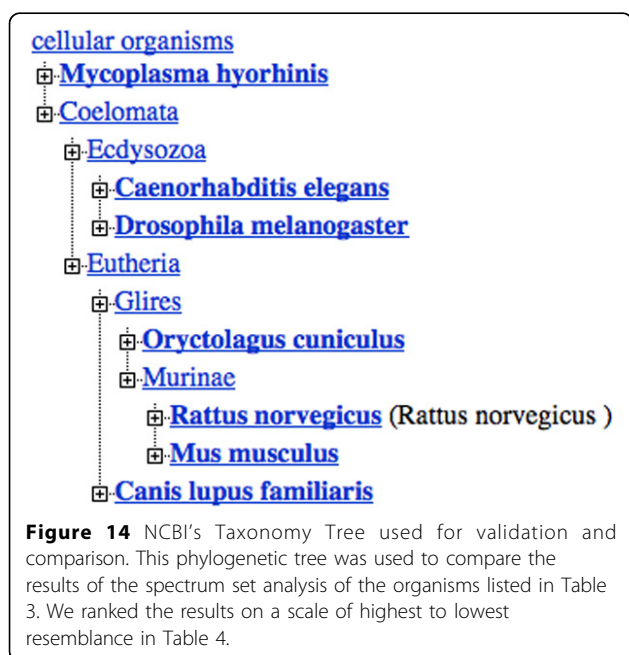 cellular organisms
Mycoplasma hyorhinis
Coelomata
Ecdysozoa
Caenorhabditis elegans
Drosophila melanogaster
Eutheria
Glires
Oryctolagus cuniculus
Murinae
Rattus norvegicus (Rattus norvegicus )
Mus musculus
Canis lupus familiaris
Figure 14 NCBI's Taxonomy Tree used for validation and
comparison. This phylogenetic tree was used to compare the
results of the spectrum set analysis of the organisms listed in Table
3. We ranked the results on a scale of highest to lowest
resemblance in Table 4.